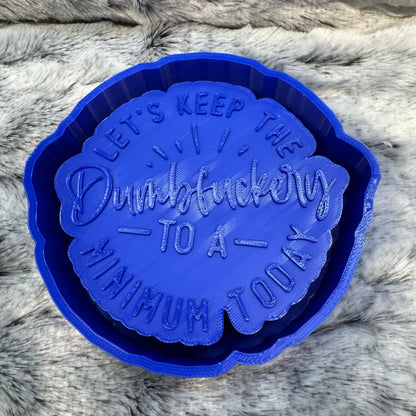 LET'S KEEP THE
Dumbfuckery
TO A
MINIMUM TODAY